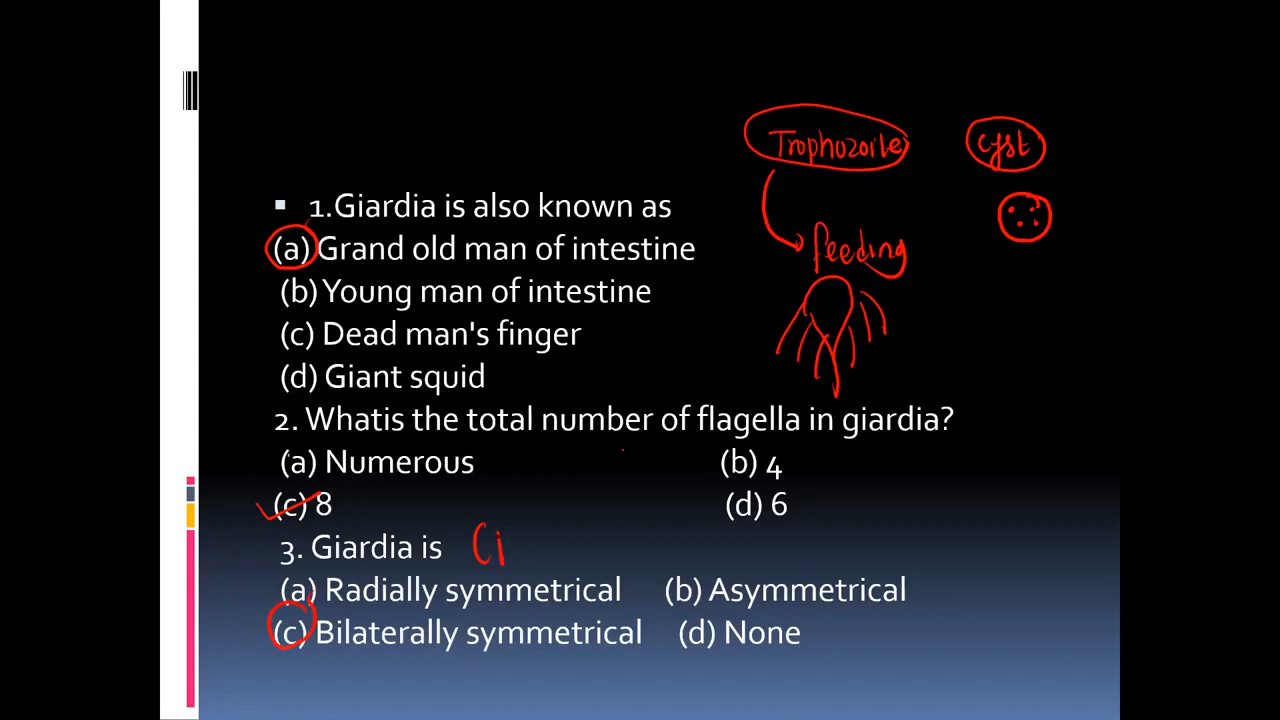 Trophozoite Cyst
1.Giardia is also known as
(a) Grand old man of intestine
feeding
(b) Young man of intestine
(c) Dead man's finger
(d) Giant squid
2. Whatis the total number of flagella in giardia?
(a) Numerous (b) 4
(c) 8 (d) 6
3. Giardia is
(a) Radially symmetrical (b) Asymmetrical
(c) Bilaterally symmetrical (d) None